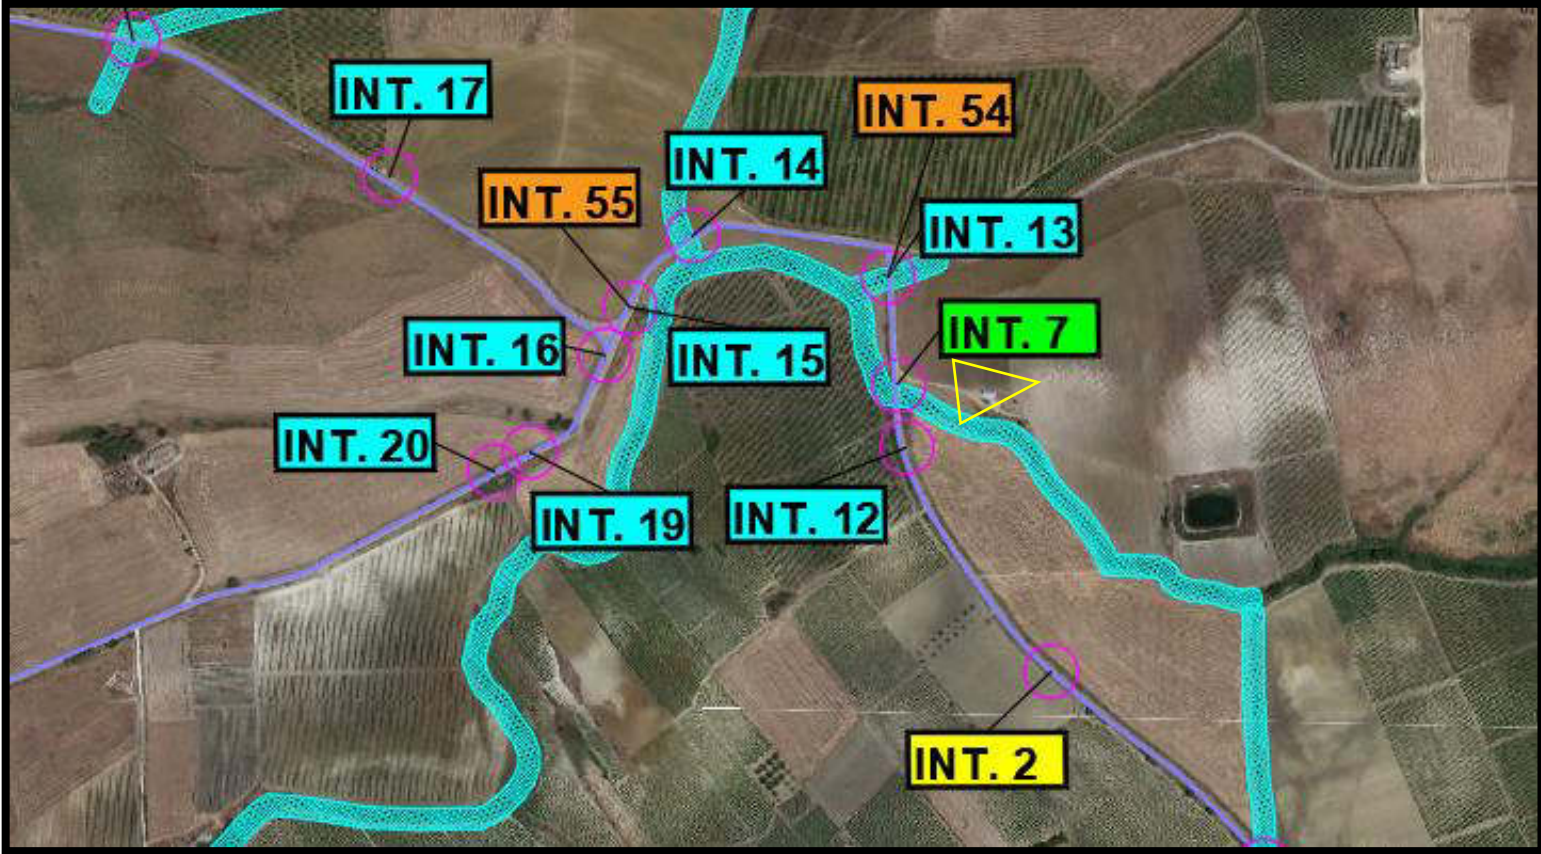 INT. 17
INT. 54
INT. 14
INT. 55
INT. 13
INT. 7
INT. 16
INT. 15
INT. 20
INT. 19
INT. 12
INT. 2